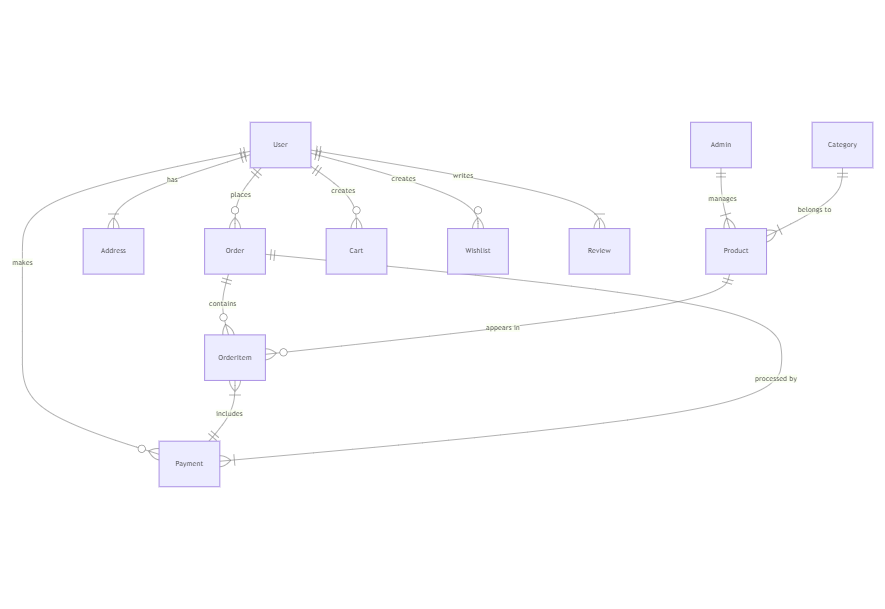 User
Admin
Category
has
places
creates
creates
writes
manages
belongs to
makes
Address
Order
Cart
Wishlist
Review
Product
contains
appears in
OrderItem
processed by
includes
Payment